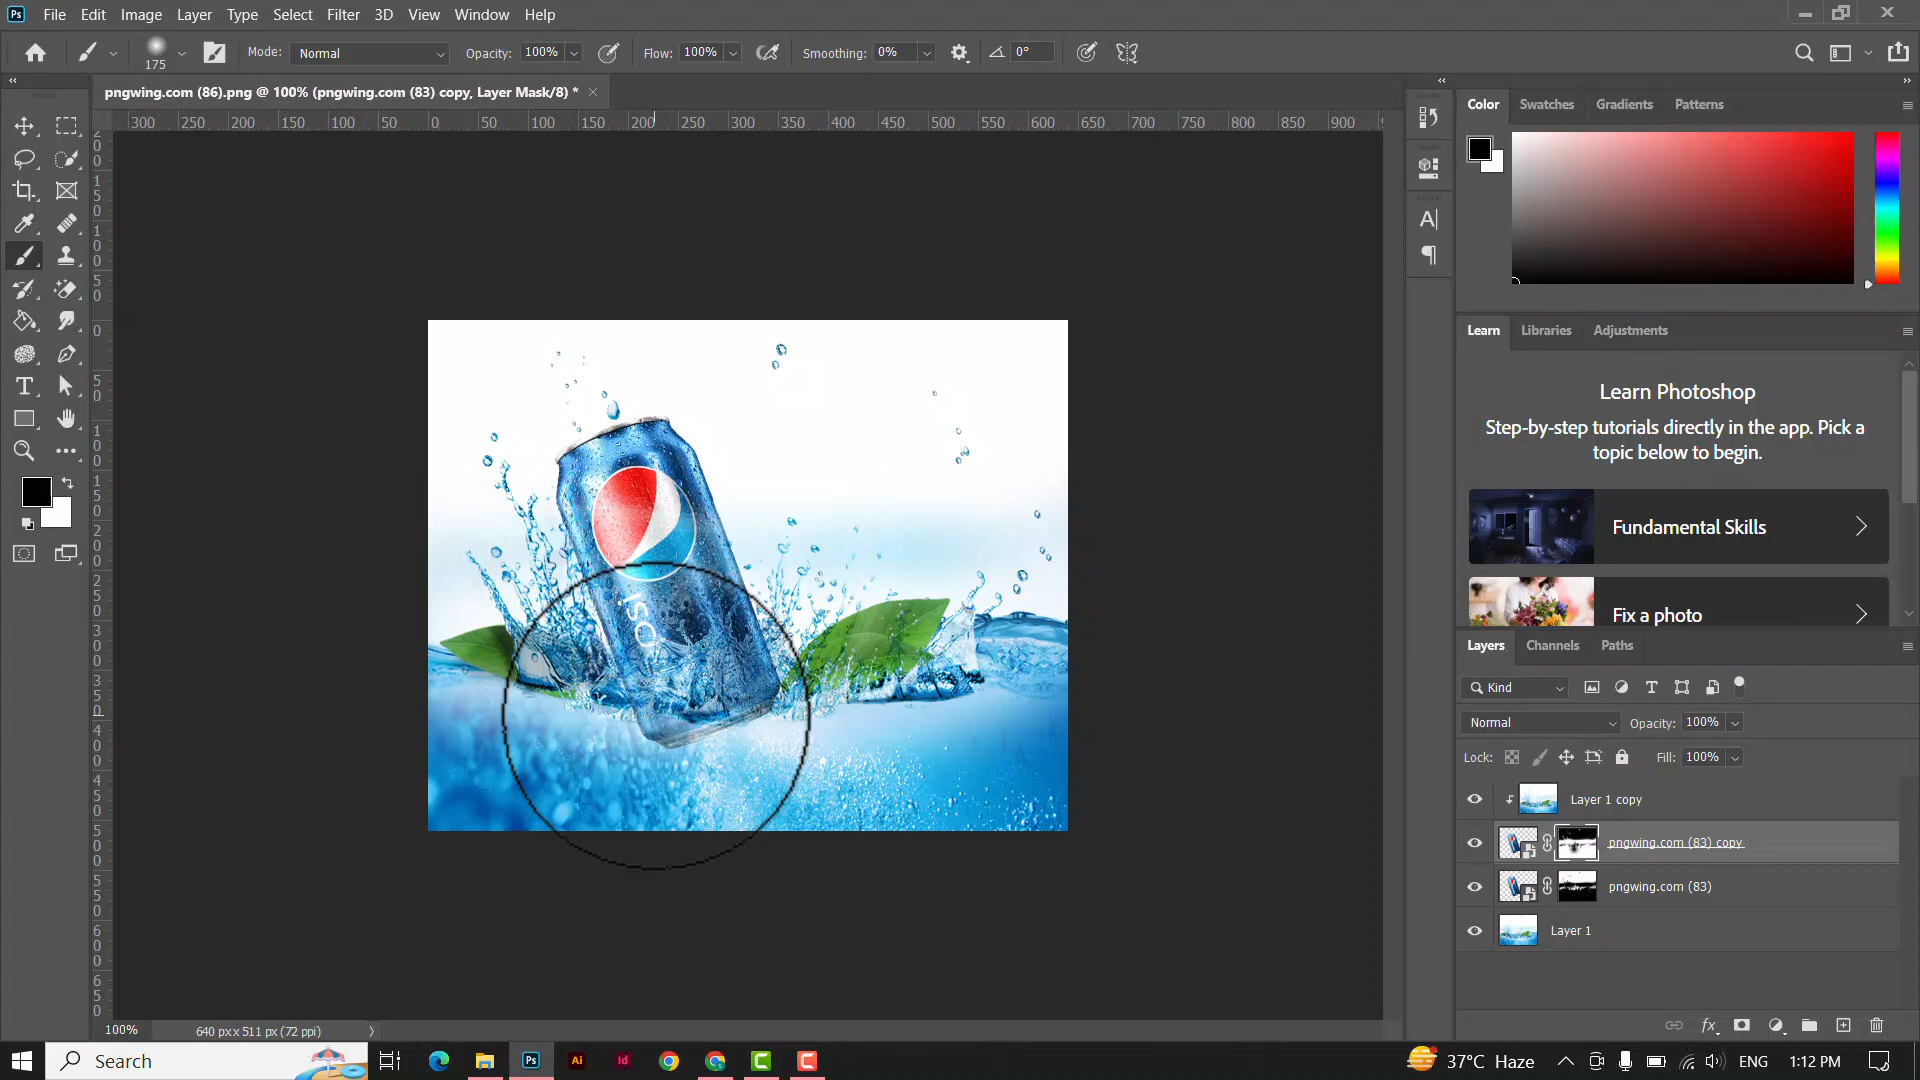 Ps File Edit Image Layer Type Select Filter 3D View Window Help
175 Mode: Normal Opacity: 100% Flow: 100% Smoothing: 0% 0°
pngwing.com (86).png @ 100% (pngwing.com (83) copy, Layer Mask/8) *
300 250 200 150 100 50 0 50 100 150 200 250 300 350 400 450 500 550 600 650 700 750 800 850 900
Color Swatches Gradients Patterns
Learn Libraries Adjustments
Learn Photoshop
Step-by-step tutorials directly in the app. Pick a
topic below to begin.
Fundamental Skills
Fix a photo
Layers Channels Paths
Kind
Normal Opacity: 100%
Lock: Fill: 100%
Layer 1 copy
pngwing.com (83) copy
pngwing.com (83)
Layer 1
100% 640 px x 511 px (72 ppi)
Search Ps Ai Id 37°C Haze ENG 1:12 PM